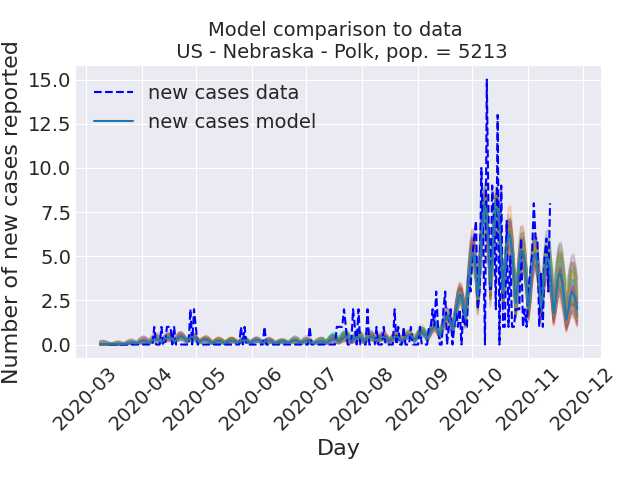 Model comparison to data
US - Nebraska - Polk, pop. = 5213
Number of new cases reported
15.0
12.5
10.0
7.5
5.0
2.5
0.0
new cases data
new cases model
2020-03
2020-04
2020-05
2020-06
2020-07
2020-08
2020-09
2020-10
2020-11
2020-12
Day